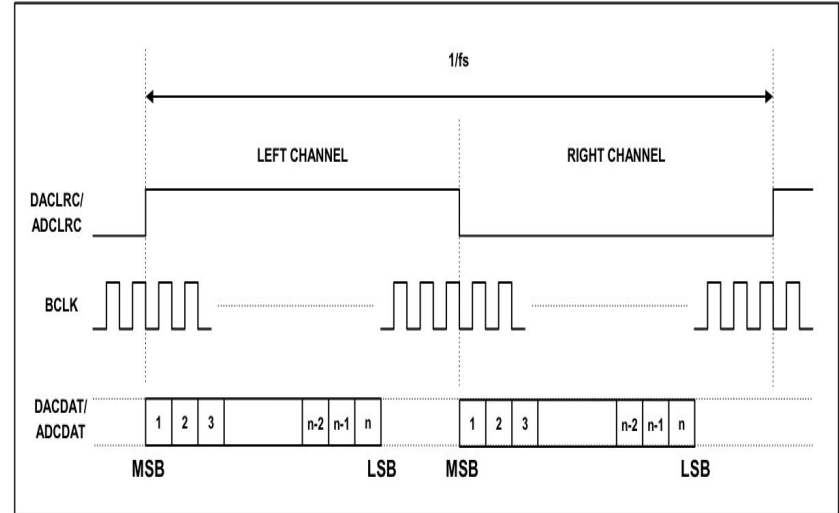 1/fs
LEFT CHANNEL
RIGHT CHANNEL
DACLRC/
ADCLRC
BCLK
DACDAT/
ADCDAT
1 2 3 n-2 n-1 n 1 2 3 n-2 n-1 n
MSB LSB MSB LSB